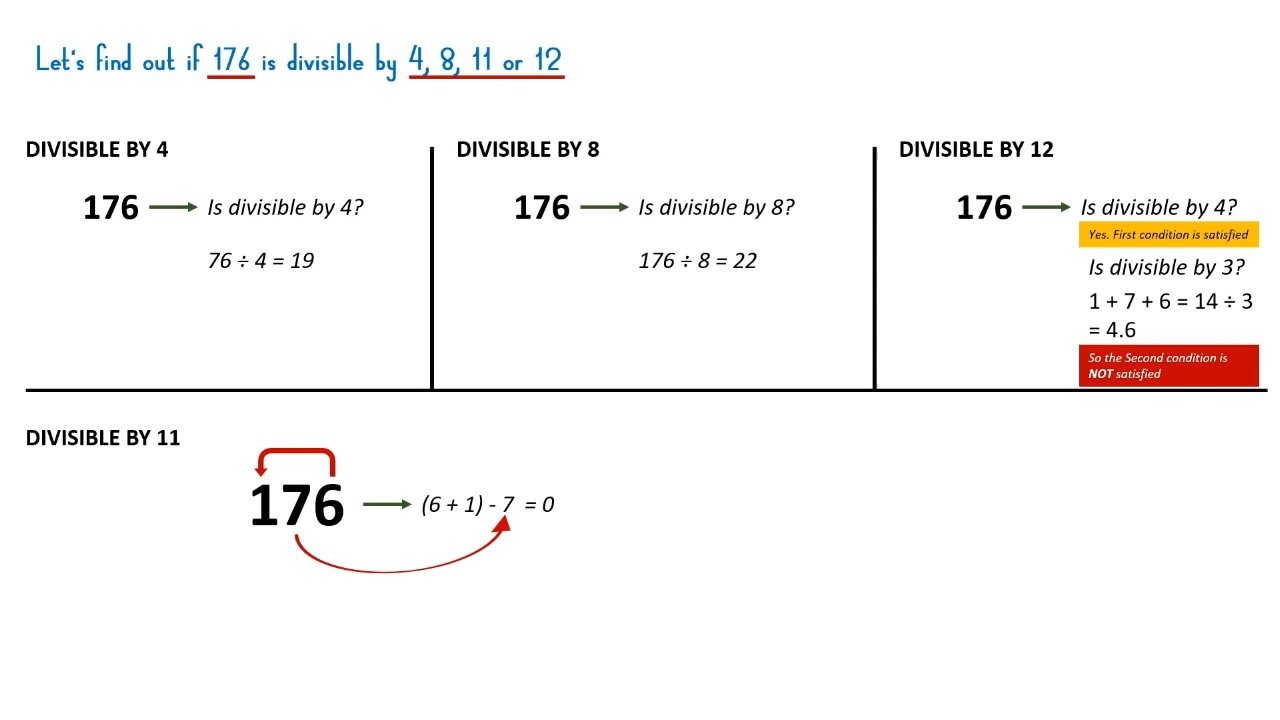 Let's find out if 176 is divisible by 4, 8, 11 or 12
DIVISIBLE BY 4
176 Is divisible by 4?
76 ÷ 4 = 19
DIVISIBLE BY 8
176 Is divisible by 8?
176 ÷ 8 = 22
DIVISIBLE BY 12
176 Is divisible by 4?
Yes. First condition is satisfied
Is divisible by 3?
1 + 7 + 6 = 14 ÷ 3
= 4.6
So the Second condition is
NOT satisfied
DIVISIBLE BY 11
176 (6 + 1) - 7 = 0